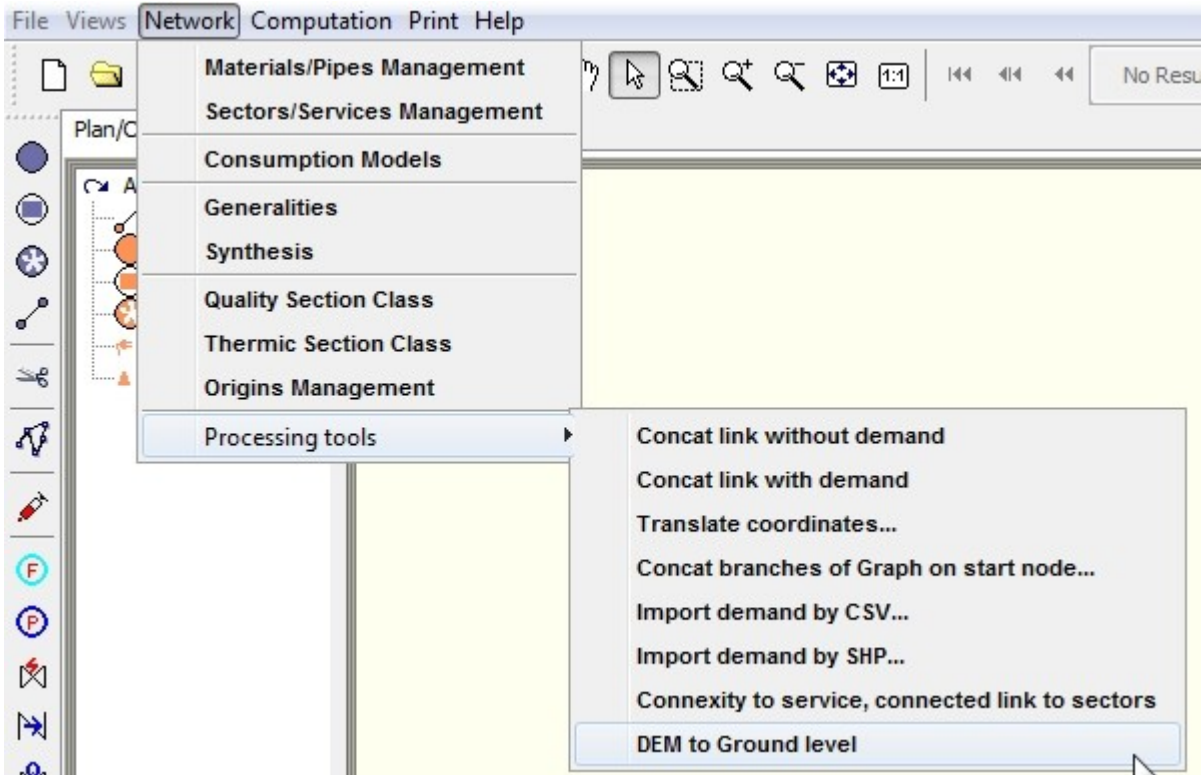 File Views Network Computation Print Help
Materials/Pipes Management
1:1
No Resu
Sectors/Services Management
Plan/C
Consumption Models
A
Generalities
Synthesis
Quality Section Class
Thermic Section Class
Origins Management
Processing tools
Concat link without demand
Concat link with demand
Translate coordinates...
Concat branches of Graph on start node...
F
Import demand by CSV...
P
Import demand by SHP...
Connexity to service, connected link to sectors
DEM to Ground level